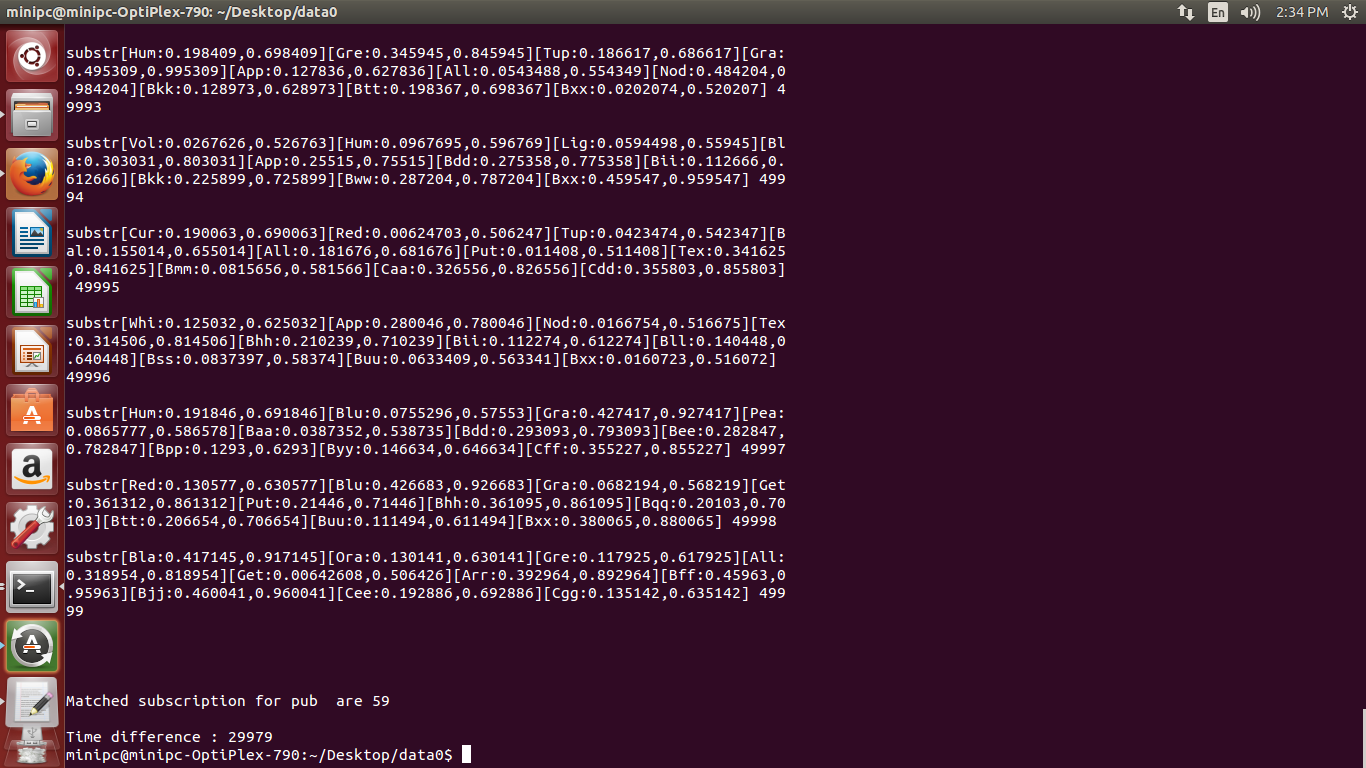 minipc@minipc-OptiPlex-790: ~/Desktop/data0
En
2:34 PM
substr[Hum:0.198409,0.698409][Gre:0.345945,0.845945][Tup:0.186617,0.686617][Gra:
0.495309,0.995309][App:0.127836,0.627836][All:0.0543488,0.554349][Nod:0.484204,0
.984204][Bkk:0.128973,0.628973][Btt:0.198367,0.698367][Bxx:0.0202074,0.520207] 4
9993
substr[Vol:0.0267626,0.526763][Hum:0.0967695,0.596769][Lig:0.0594498,0.55945][Bl
a:0.303031,0.803031][App:0.25515,0.75515][Bdd:0.275358,0.775358][Bii:0.112666,0.
612666][Bkk:0.225899,0.725899][Bww:0.287204,0.787204][Bxx:0.459547,0.959547] 499
94
substr[Cur:0.190063,0.690063][Red:0.00624703,0.506247][Tup:0.0423474,0.542347][B
al:0.155014,0.655014][All:0.181676,0.681676][Put:0.011408,0.511408][Tex:0.341625
,0.841625][Bmm:0.0815656,0.581566][Caa:0.326556,0.826556][Cdd:0.355803,0.855803]
49995
substr[Whi:0.125032,0.625032][App:0.280046,0.780046][Nod:0.0166754,0.516675][Tex
:0.314506,0.814506][Bhh:0.210239,0.710239][Bii:0.112274,0.612274][Bll:0.140448,0
.640448][Bss:0.0837397,0.58374][Buu:0.0633409,0.563341][Bxx:0.0160723,0.516072]
49996
substr[Hum:0.191846,0.691846][Blu:0.0755296,0.57553][Gra:0.427417,0.927417][Pea:
0.0865777,0.586578][Baa:0.0387352,0.538735][Bdd:0.293093,0.793093][Bee:0.282847,
0.782847][Bpp:0.1293,0.6293][Byy:0.146634,0.646634][Cff:0.355227,0.855227] 49997
substr[Red:0.130577,0.630577][Blu:0.426683,0.926683][Gra:0.0682194,0.568219][Get
:0.361312,0.861312][Put:0.21446,0.71446][Bhh:0.361095,0.861095][Bqq:0.20103,0.70
103][Btt:0.206654,0.706654][Buu:0.111494,0.611494][Bxx:0.380065,0.880065] 49998
substr[Bla:0.417145,0.917145][Ora:0.130141,0.630141][Gre:0.117925,0.617925][All:
0.318954,0.818954][Get:0.00642608,0.506426][Arr:0.392964,0.892964][Bff:0.45963,0
.95963][Bjj:0.460041,0.960041][Cee:0.192886,0.692886][Cgg:0.135142,0.635142] 499
99
Matched subscription for pub  are 59
Time difference : 29979
minipc@minipc-OptiPlex-790:~/Desktop/data0$